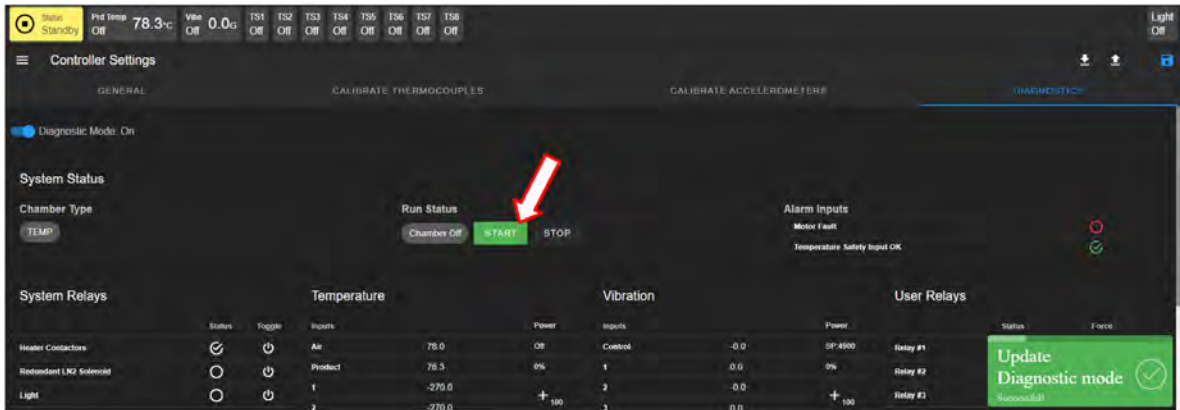 Status Standby
Prd Temp Off 78.3°C
Vibe Off 0.0G
TS1 Off TS2 Off TS3 Off TS4 Off TS5 Off TS6 Off TS7 Off TS8 Off
Light Off
Controller Settings
GENERAL CALIBRATE THERMOCOUPLES CALIBRATE ACCELEROMETERS DIAGNOSTICS
Diagnostic Mode: On
System Status
Chamber Type Run Status Alarm Inputs
TEMP Chamber Off START STOP Motor Fault
Temperature Safety Input OK
System Relays Temperature Vibration User Relays
Status Toggle Inputs Power Inputs Power Status Force
Heater Contactors Air 78.0 Off Control -0.0 SP:4900 Relay #1
Redundant LN2 Solenoid Product 78.3 0% 1 0.0 0% Relay #2
Light 1 -270.0 + 100 2 -0.0 + 100 Relay #3
2 -270.0 3 0.0
Update
Diagnostic mode
Successful!